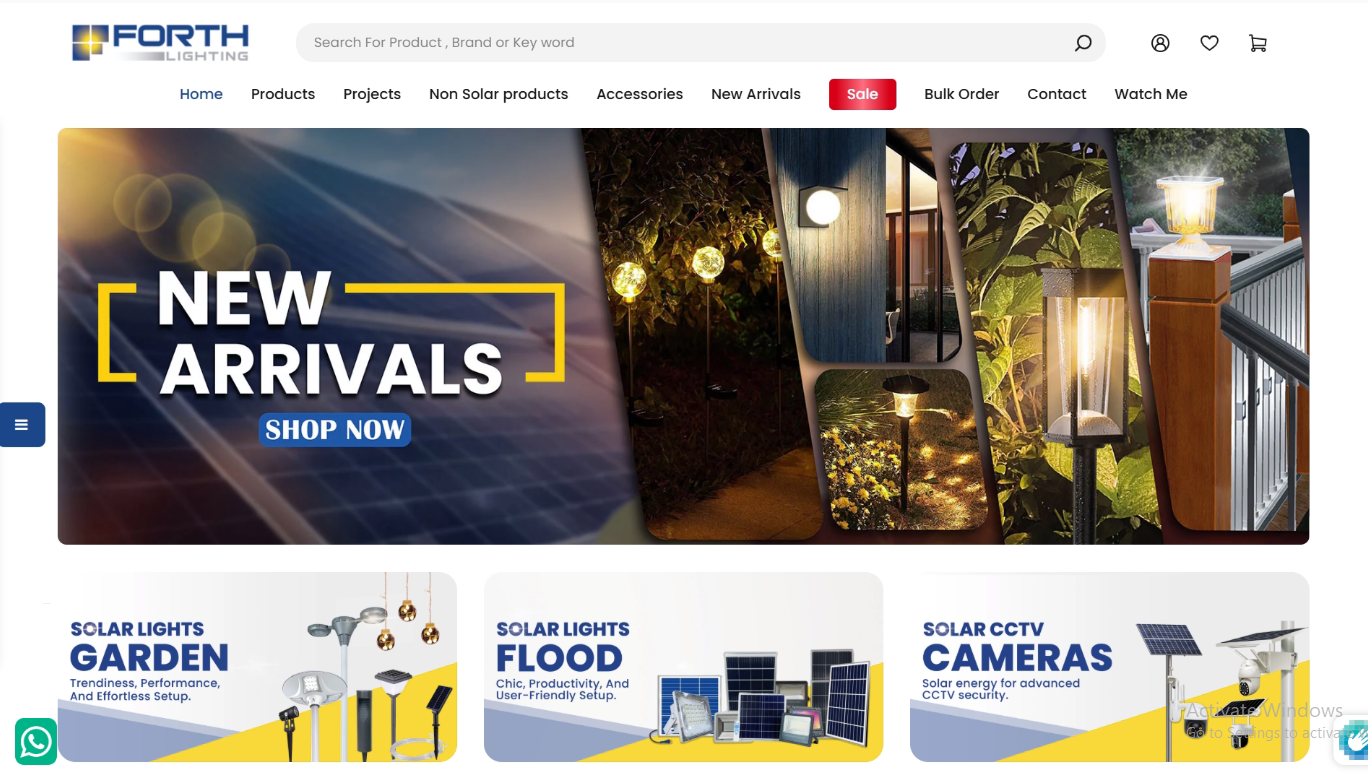 FORTH
LIGHTING
Search For Product , Brand or Key word
Home Products Projects Non Solar products Accessories New Arrivals Sale Bulk Order Contact Watch Me
NEW
ARRIVALS
SHOP NOW
SOLAR LIGHTS
GARDEN
Trendiness, Performance,
And Effortless Setup.
SOLAR LIGHTS
FLOOD
Chic, Productivity, And
User-Friendly Setup.
SOLAR CCTV
CAMERAS
Solar energy for advanced
CCTV security.
Activate Windows
Go to Settings to activa